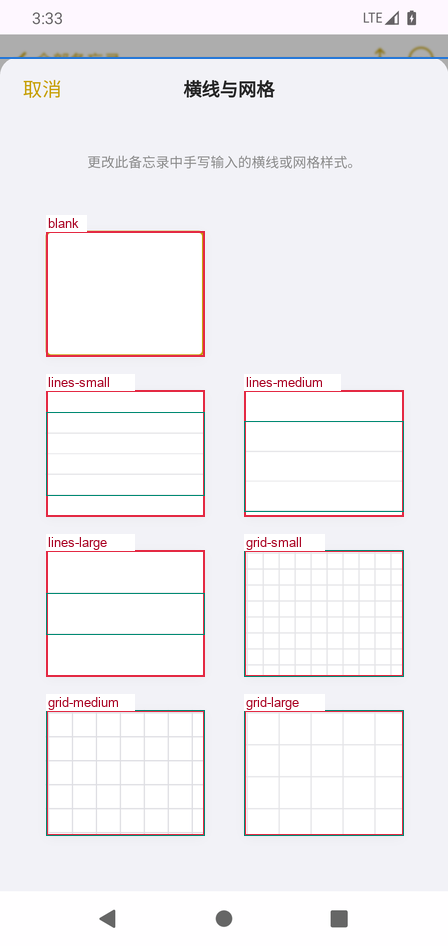 3:33
LTE
取消
横线与网格
更改此备忘录中手写输入的横线或网格样式。
blank
lines-small
lines-medium
lines-large
grid-small
grid-medium
grid-large